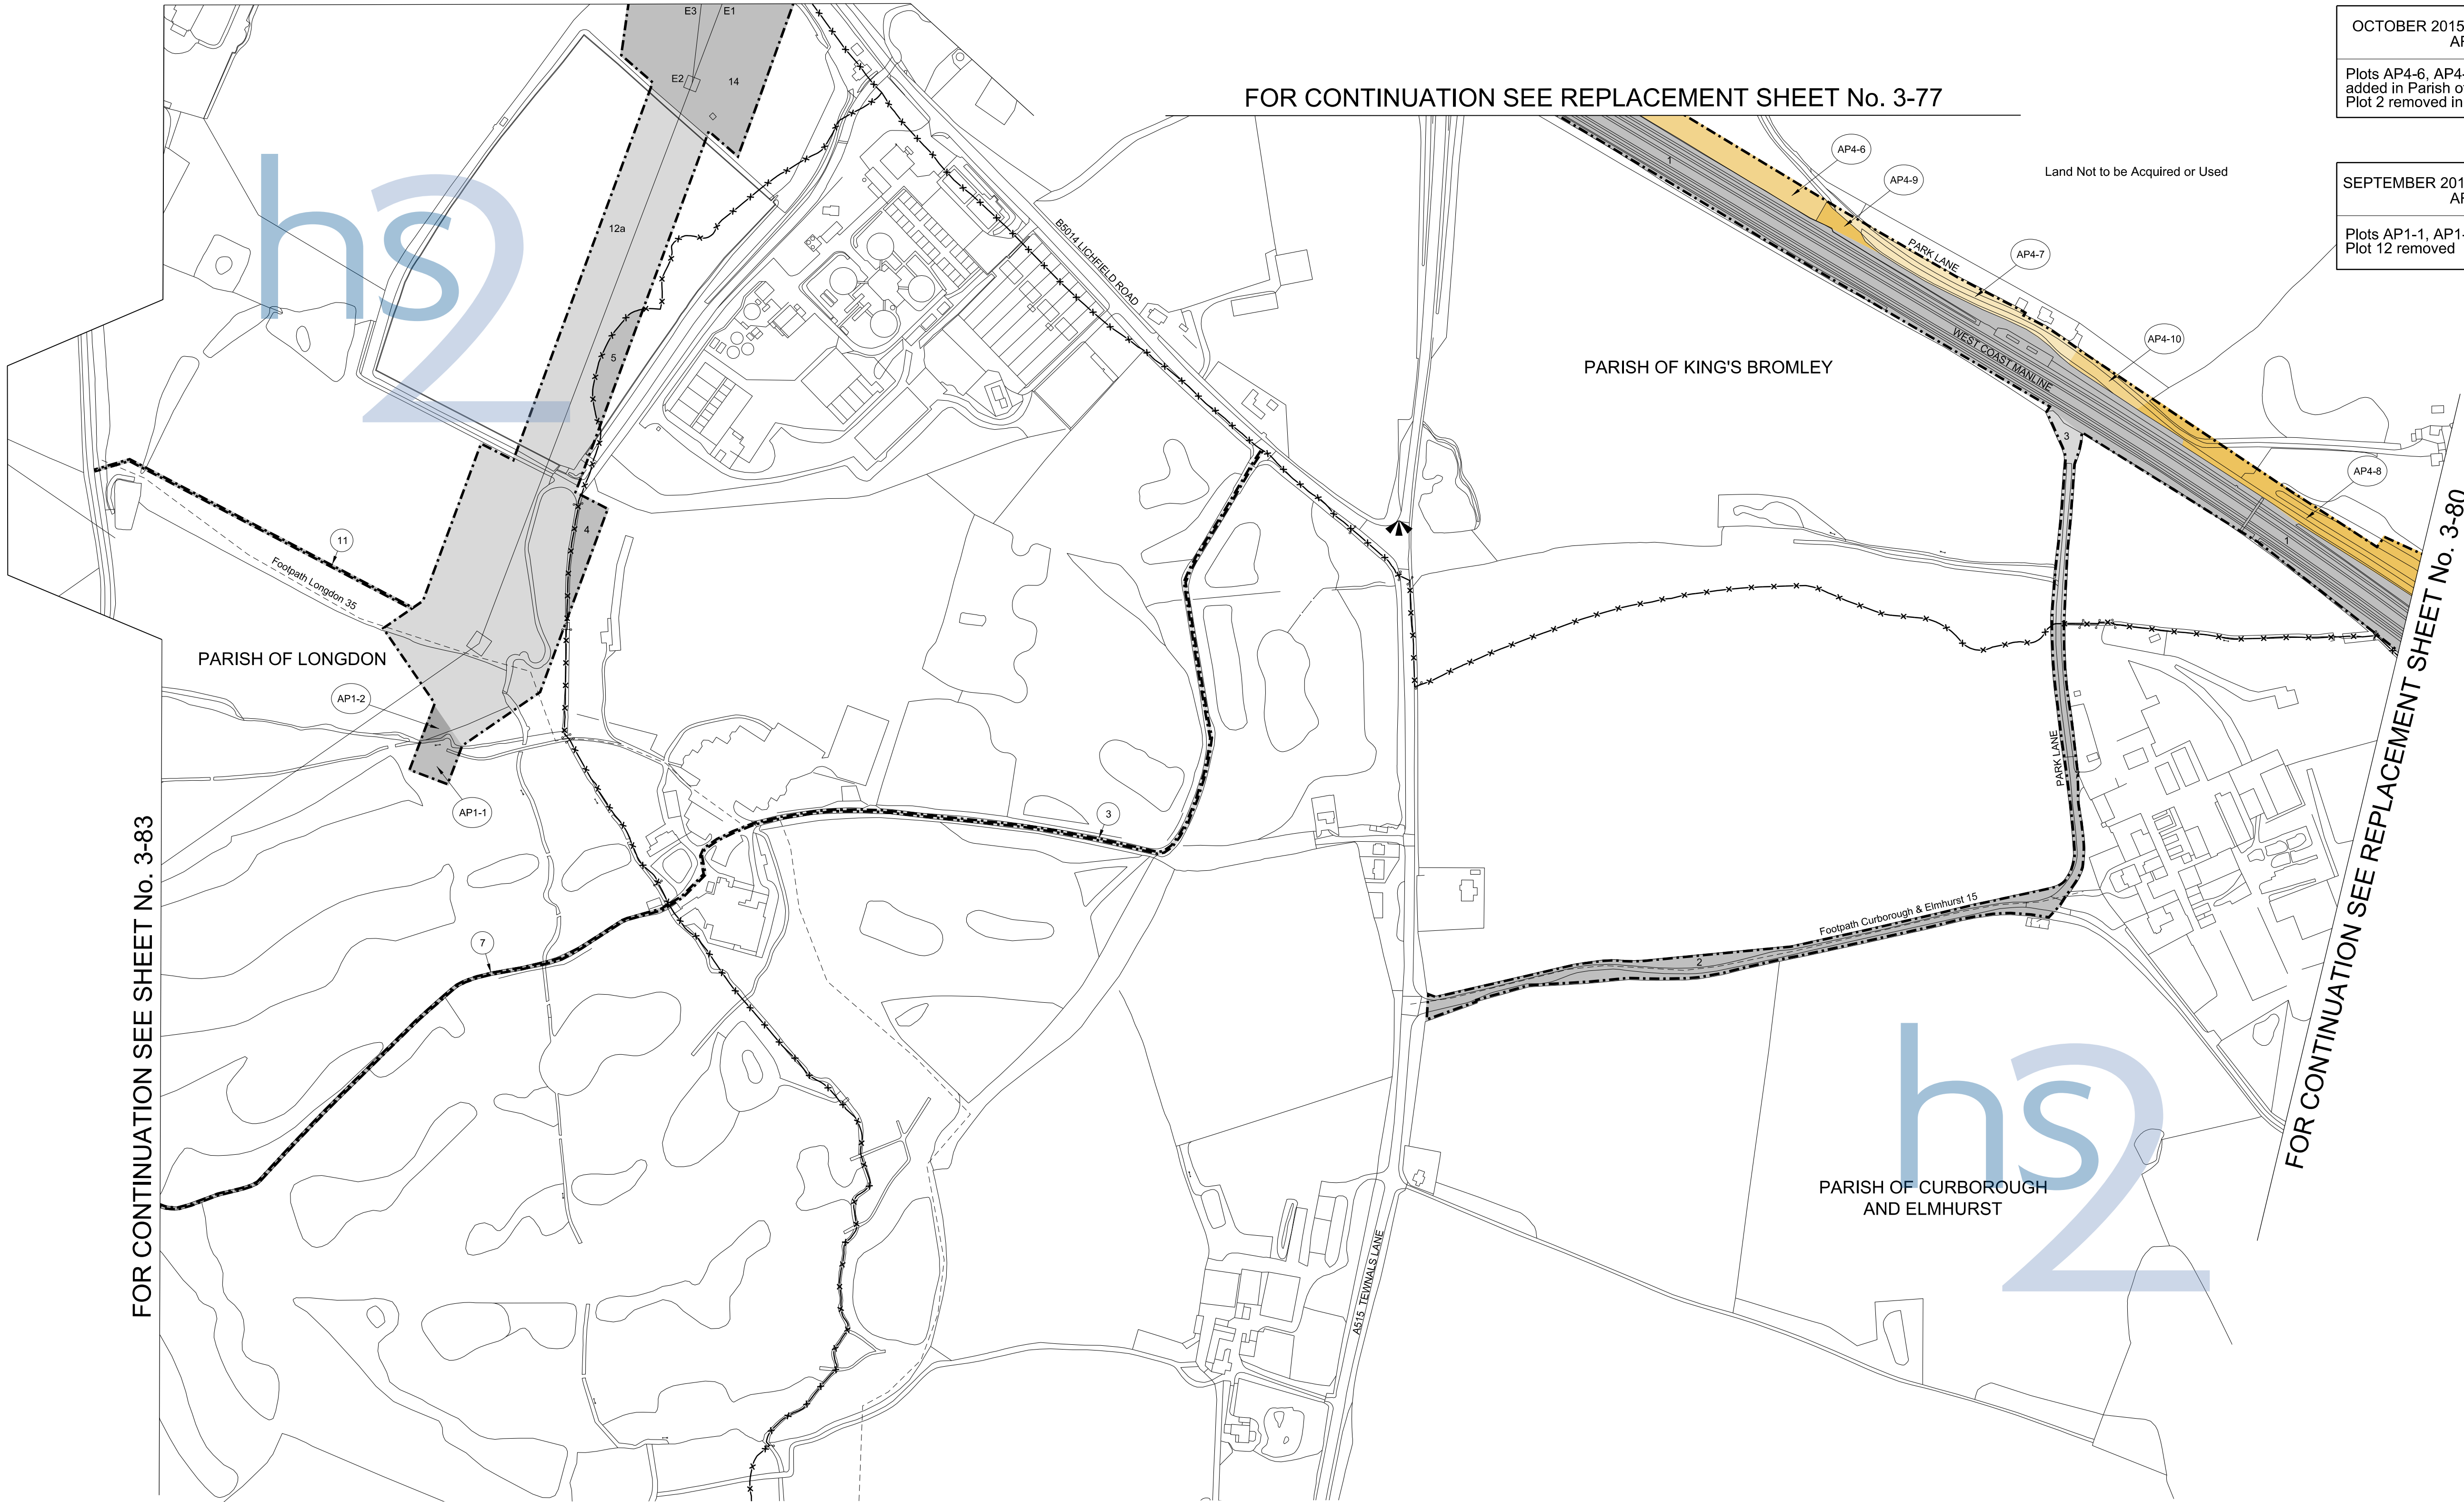 E3
E1
E2
14
OCTOBER 2015
Plots AP4-6, AP4-
added in Parish of
Plot 2 removed in
FOR CONTINUATION SEE REPLACEMENT SHEET No. 3-77
Land Not to be Acquired or Used
SEPTEMBER 201
Plots AP1-1, AP1-
Plot 12 removed
hs2
12a
5
4
B5014 LICHFIELD ROAD
1
AP4-6
AP4-9
PARK LANE
AP4-7
WEST COAST MANLINE
AP4-10
PARISH OF KING'S BROMLEY
3
AP4-8
1
11
Footpath Longdon 35
PARISH OF LONGDON
AP1-2
AP1-1
3
7
PARK LANE
Footpath Curborough & Elmhurst 15
2
FOR CONTINUATION SEE SHEET No. 3-83
FOR CONTINUATION SEE REPLACEMENT SHEET No. 3-80
hs2
PARISH OF CURBOROUGH
AND ELMHURST
A515 TEWNALS LANE